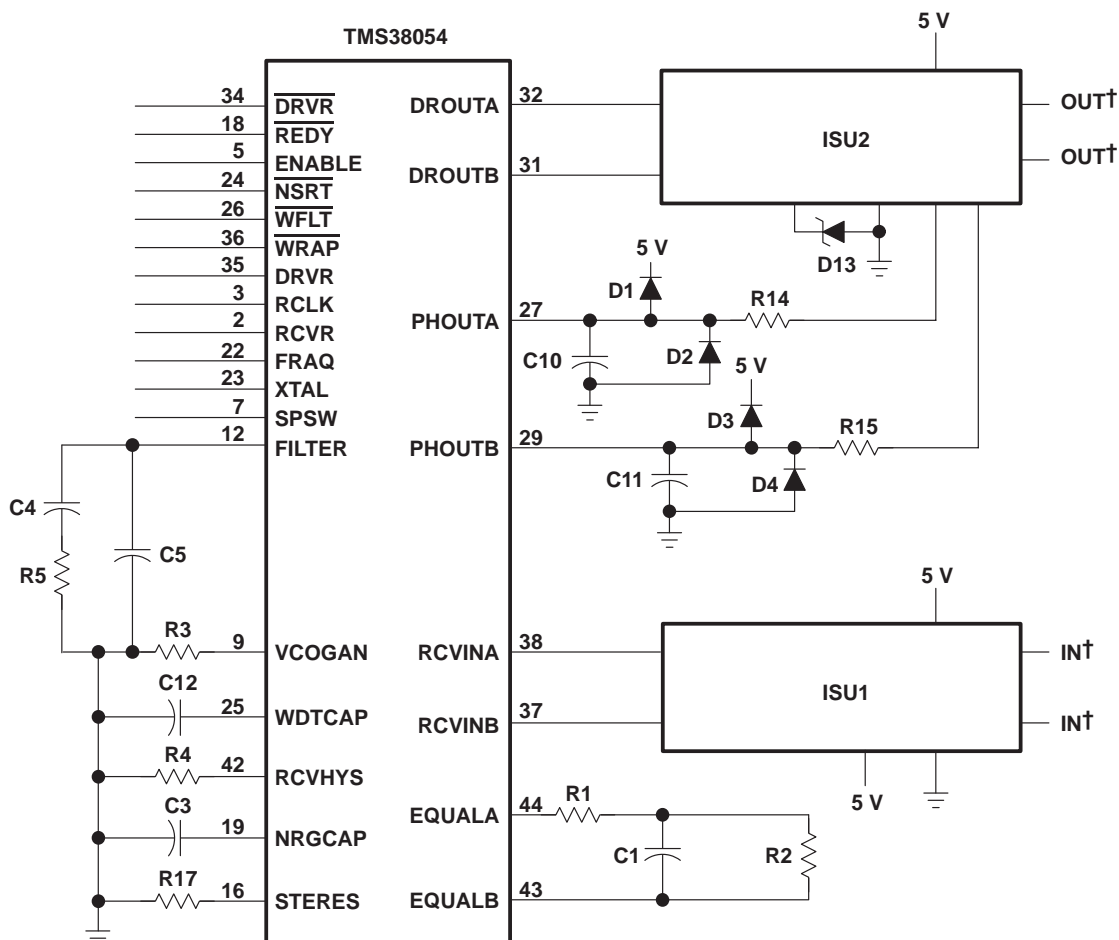 TMS38054
5 V
34 DRVR DROUTA 32 OUT†
18 REDY
5 ENABLE ISU2
24 NSRT DROUTB 31 OUT†
26 WFLT
36 WRAP
35 DRVR D13
3 RCLK 5 V
D1 R14
2 RCVR PHOUTA 27
22 FRAQ C10 D2
23 XTAL 5 V
7 SPSW D3 R15
12 FILTER PHOUTB 29
C11 D4
C4
C5
R5
5 V
R3
9 VCOGAN RCVINA 38 IN†
C12 ISU1
25 WDTCAP RCVINB 37 IN†
R4
42 RCVHYS
5 V
C3 R1
19 NRGCAP EQUALA 44
C1 R2
R17
16 STERES EQUALB 43